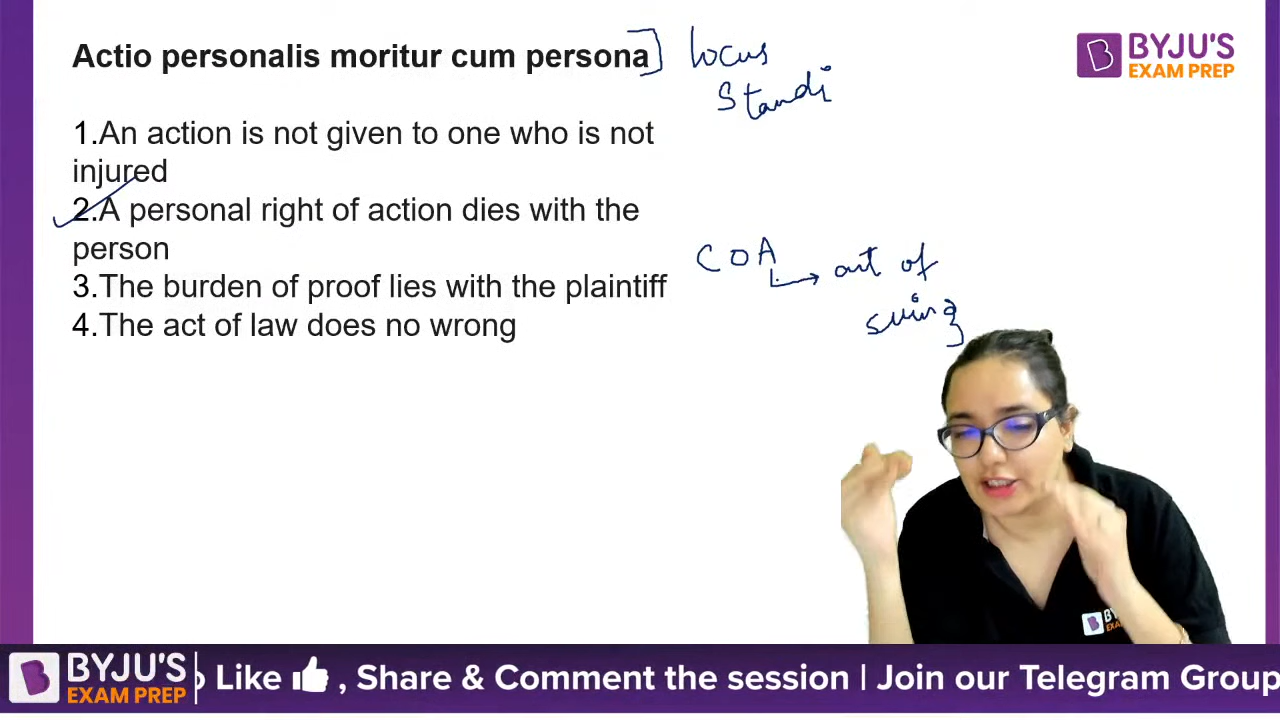 Actio personalis moritur cum persona
locus
Standi
BYJU'S
EXAM PREP
1.An action is not given to one who is not
injured
2.A personal right of action dies with the
person
3.The burden of proof lies with the plaintiff
4.The act of law does no wrong
COA
art of
suing
BYJU'S
EXAM PREP
Like , Share & Comment the session | Join our Telegram Group